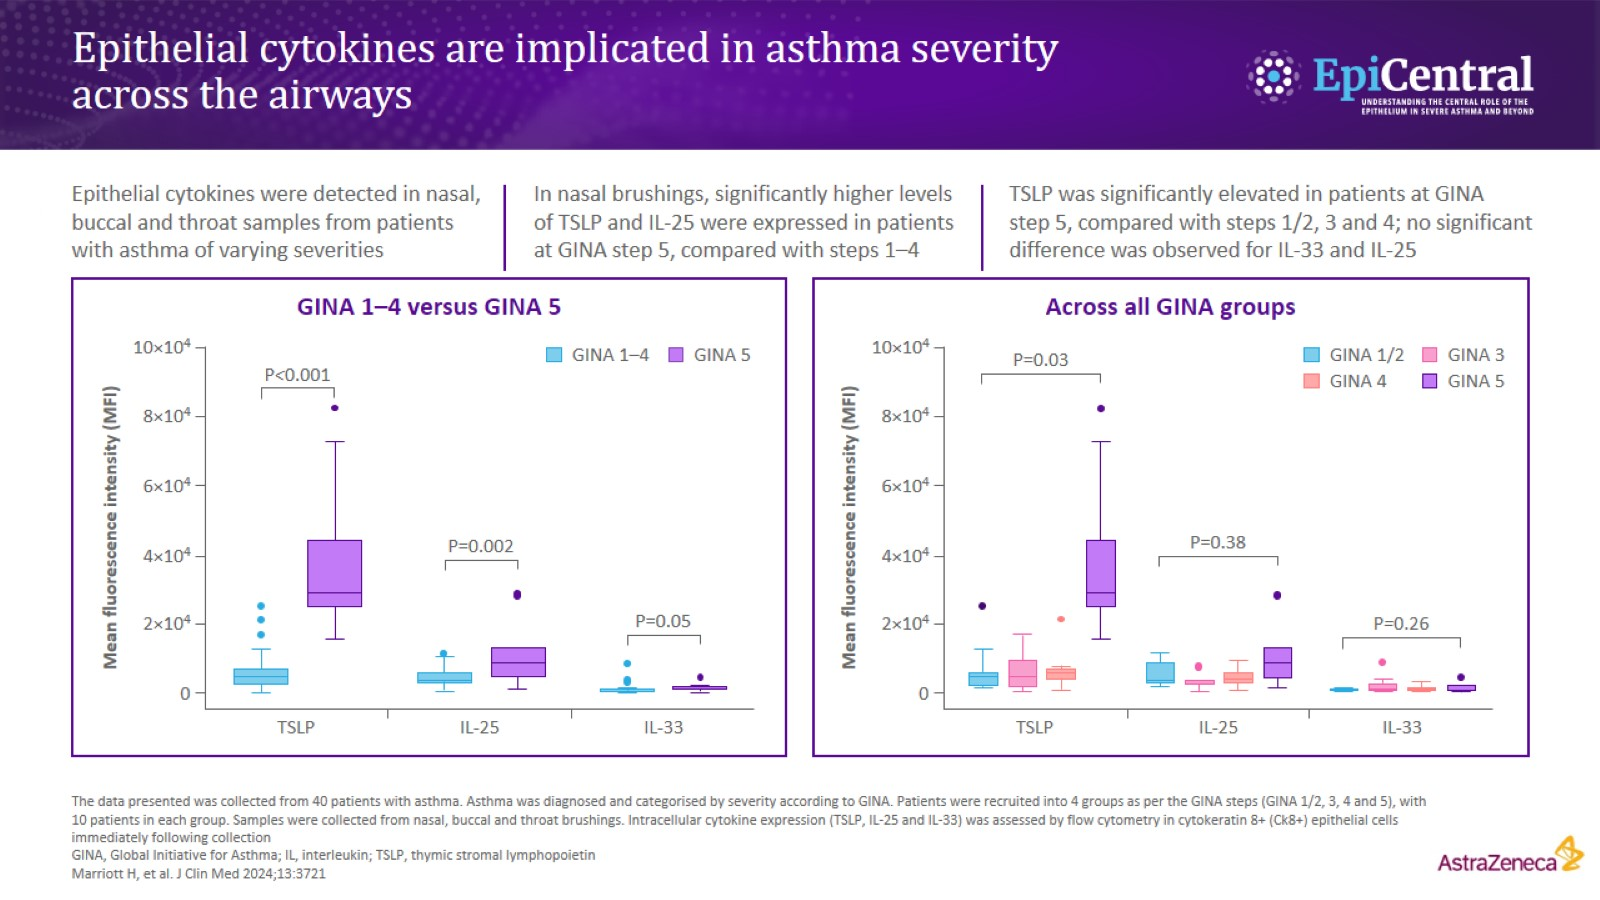 Epithelial cytokines are implicated in asthma severity
across the airways
EpiCentral
UNDERSTANDING THE CENTRAL ROLE OF THE
EPITHELIUM IN SEVERE ASTHMA AND BEYOND
Epithelial cytokines were detected in nasal,
buccal and throat samples from patients
with asthma of varying severities
In nasal brushings, significantly higher levels
of TSLP and IL-25 were expressed in patients
at GINA step 5, compared with steps 1–4
TSLP was significantly elevated in patients at GINA
step 5, compared with steps 1/2, 3 and 4; no significant
difference was observed for IL-33 and IL-25
GINA 1–4 versus GINA 5
GINA 1–4 GINA 5
Mean fluorescence intensity (MFI)
10×10⁴
8×10⁴
6×10⁴
4×10⁴
2×10⁴
0
P<0.001
P=0.002
P=0.05
TSLP IL-25 IL-33
Across all GINA groups
GINA 1/2 GINA 3
GINA 4 GINA 5
Mean fluorescence intensity (MFI)
10×10⁴
8×10⁴
6×10⁴
4×10⁴
2×10⁴
0
P=0.03
P=0.38
P=0.26
TSLP IL-25 IL-33
The data presented was collected from 40 patients with asthma. Asthma was diagnosed and categorised by severity according to GINA. Patients were recruited into 4 groups as per the GINA steps (GINA 1/2, 3, 4 and 5), with
10 patients in each group. Samples were collected from nasal, buccal and throat brushings. Intracellular cytokine expression (TSLP, IL-25 and IL-33) was assessed by flow cytometry in cytokeratin 8+ (Ck8+) epithelial cells
immediately following collection
GINA, Global Initiative for Asthma; IL, interleukin; TSLP, thymic stromal lymphopoietin
Marriott H, et al. J Clin Med 2024;13:3721
AstraZeneca